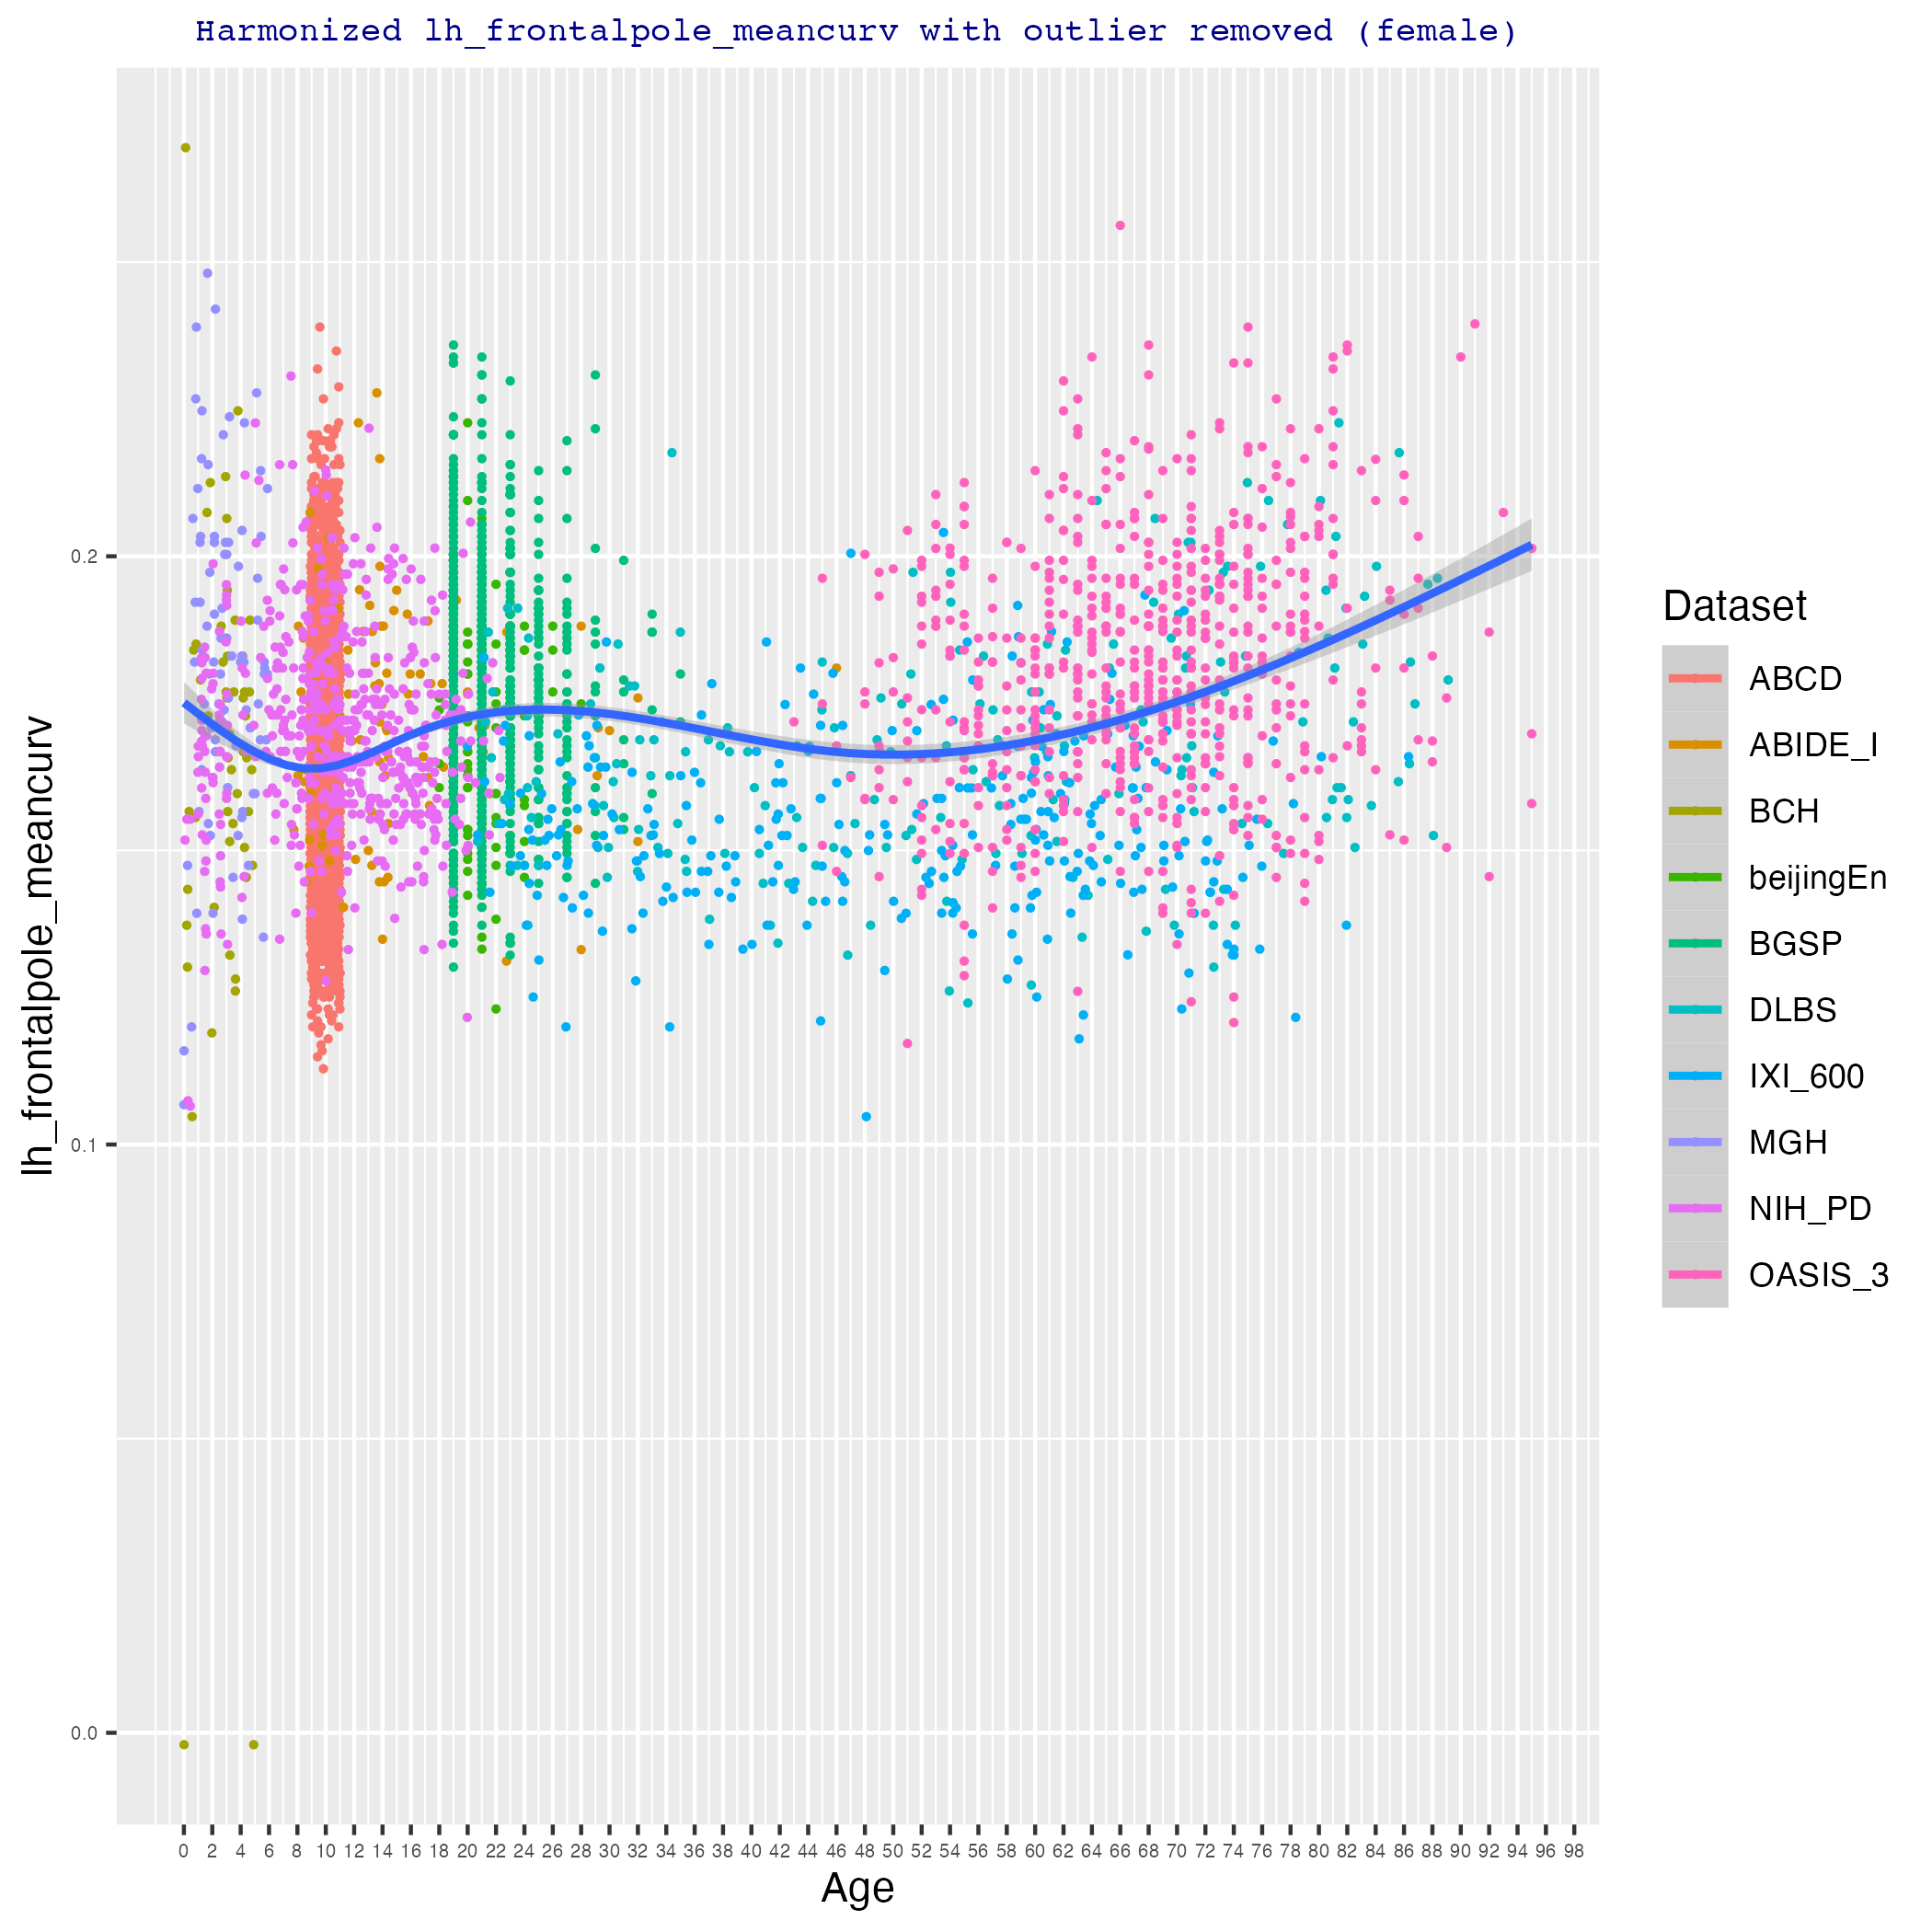 Harmonized lh_frontalpole_meancurv with outlier removed (female)
lh_frontalpole_meancurv
0.2
0.1
0.0
0 2 4 6 8 10 12 14 16 18 20 22 24 26 28 30 32 34 36 38 40 42 44 46 48 50 52 54 56 58 60 62 64 66 68 70 72 74 76 78 80 82 84 86 88 90 92 94 96 98
Age
Dataset
ABCD
ABIDE_I
BCH
beijingEn
BGSP
DLBS
IXI_600
MGH
NIH_PD
OASIS_3